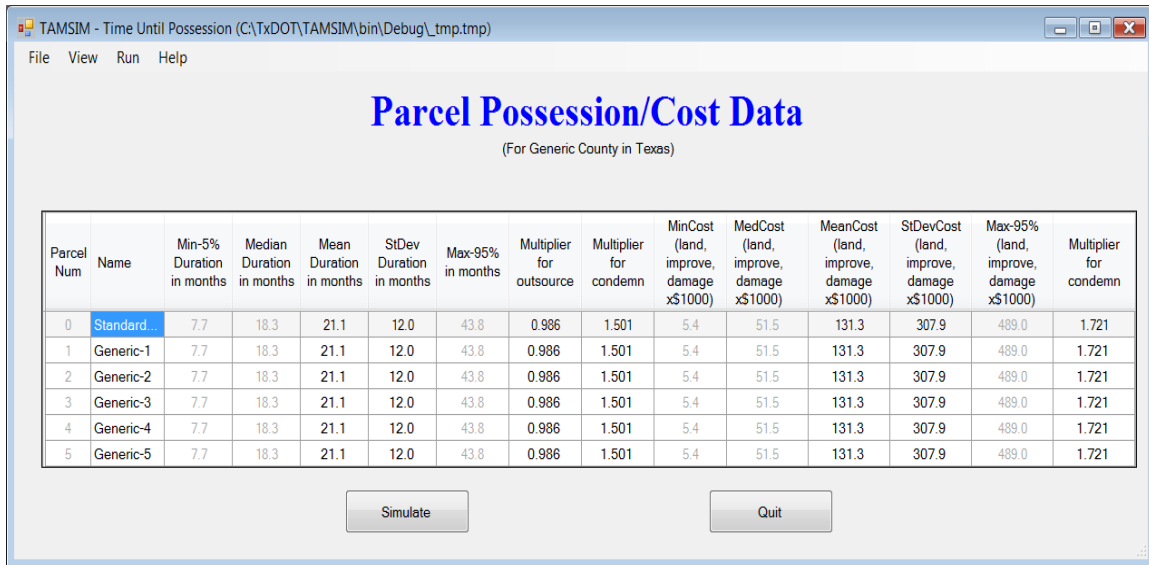 TAMSIM - Time Until Possession (C:\TxDOT\TAMSIM\bin\Debug\_tmp.tmp)
File View Run Help
Parcel Possession/Cost Data
(For Generic County in Texas)
Parcel Num Name Min-5% Duration in months Median Duration in months Mean Duration in months StDev Duration in months Max-95% in months Multiplier for outsource Multiplier for condemn MinCost (land, improve, damage x$1000) MedCost (land, improve, damage x$1000) MeanCost (land, improve, damage x$1000) StDevCost (land, improve, damage x$1000) Max-95% (land, improve, damage x$1000) Multiplier for condemn
0 Standard... 7.7 18.3 21.1 12.0 43.8 0.986 1.501 5.4 51.5 131.3 307.9 489.0 1.721
1 Generic-1 7.7 18.3 21.1 12.0 43.8 0.986 1.501 5.4 51.5 131.3 307.9 489.0 1.721
2 Generic-2 7.7 18.3 21.1 12.0 43.8 0.986 1.501 5.4 51.5 131.3 307.9 489.0 1.721
3 Generic-3 7.7 18.3 21.1 12.0 43.8 0.986 1.501 5.4 51.5 131.3 307.9 489.0 1.721
4 Generic-4 7.7 18.3 21.1 12.0 43.8 0.986 1.501 5.4 51.5 131.3 307.9 489.0 1.721
5 Generic-5 7.7 18.3 21.1 12.0 43.8 0.986 1.501 5.4 51.5 131.3 307.9 489.0 1.721
Simulate Quit